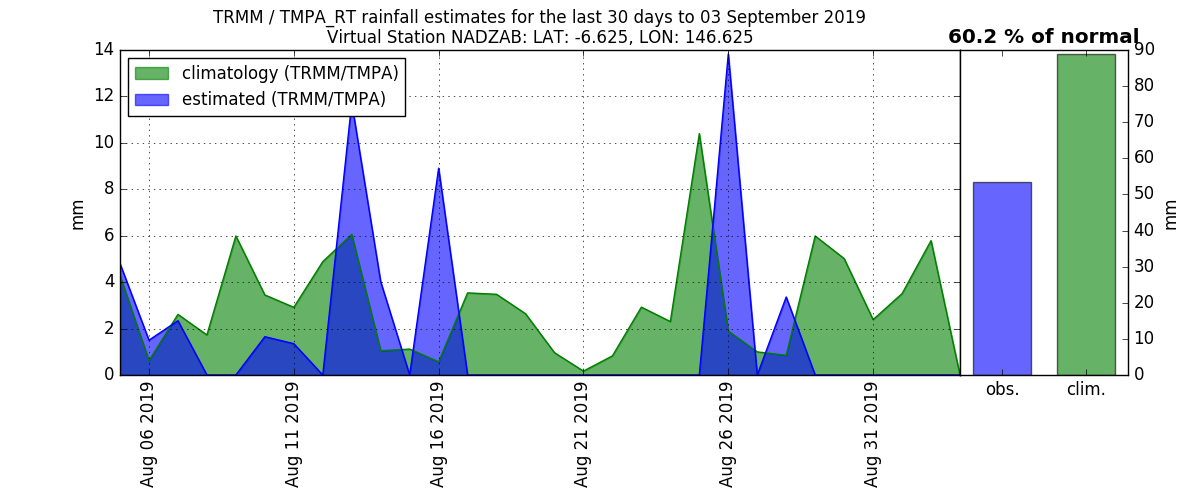 TRMM / TMPA_RT rainfall estimates for the last 30 days to 03 September 2019
Virtual Station NADZAB: LAT: -6.625, LON: 146.625
60.2 % of normal
climatology (TRMM/TMPA)
estimated (TRMM/TMPA)
14
12
10
8
6
4
2
0
mm
Aug 06 2019
Aug 11 2019
Aug 16 2019
Aug 21 2019
Aug 26 2019
Aug 31 2019
obs.
clim.
90
80
70
60
50
40
30
20
10
0
mm